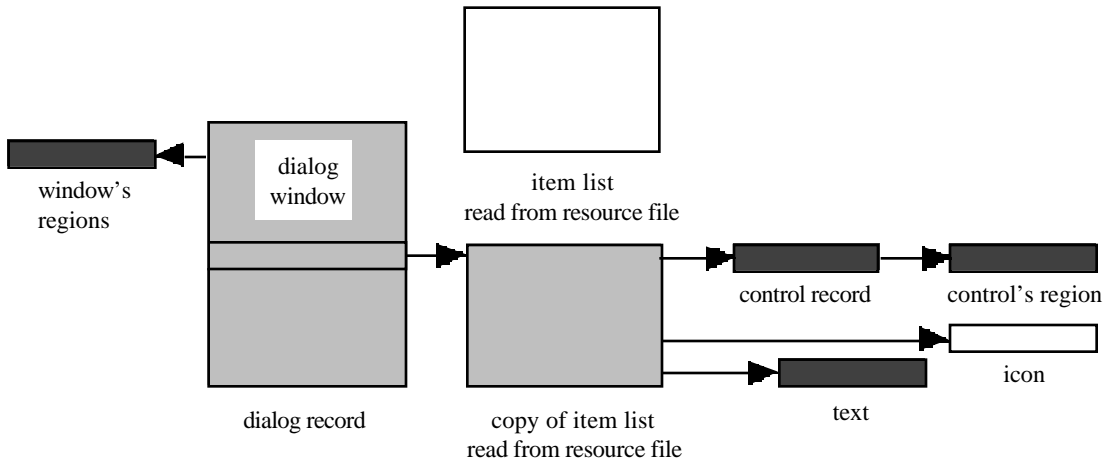 dialog
window
window’s
regions
item list
read from resource file
control record
control’s region
icon
text
dialog record
copy of item list
read from resource file